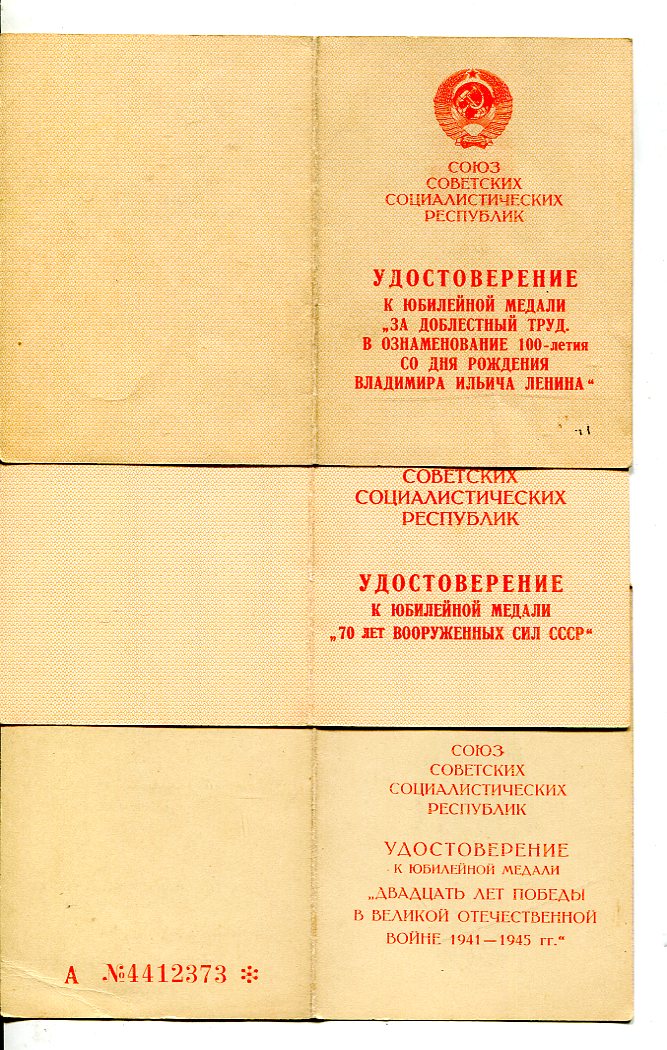 СОЮЗ
СОВЕТСКИХ
СОЦИАЛИСТИЧЕСКИХ
РЕСПУБЛИК
УДОСТОВЕРЕНИЕ
К ЮБИЛЕЙНОЙ МЕДАЛИ
„ЗА ДОБЛЕСТНЫЙ ТРУД.
В ОЗНАМЕНОВАНИЕ 100-летия
СО ДНЯ РОЖДЕНИЯ
ВЛАДИМИРА ИЛЬИЧА ЛЕНИНА“
СОВЕТСКИХ
СОЦИАЛИСТИЧЕСКИХ
РЕСПУБЛИК
УДОСТОВЕРЕНИЕ
К ЮБИЛЕЙНОЙ МЕДАЛИ
„70 ЛЕТ ВООРУЖЕННЫХ СИЛ СССР“
СОЮЗ
СОВЕТСКИХ
СОЦИАЛИСТИЧЕСКИХ
РЕСПУБЛИК
УДОСТОВЕРЕНИЕ
К ЮБИЛЕЙНОЙ МЕДАЛИ
„ДВАДЦАТЬ ЛЕТ ПОБЕДЫ
В ВЕЛИКОЙ ОТЕЧЕСТВЕННОЙ
ВОЙНЕ 1941—1945 гг.“
А №4412373 ✻